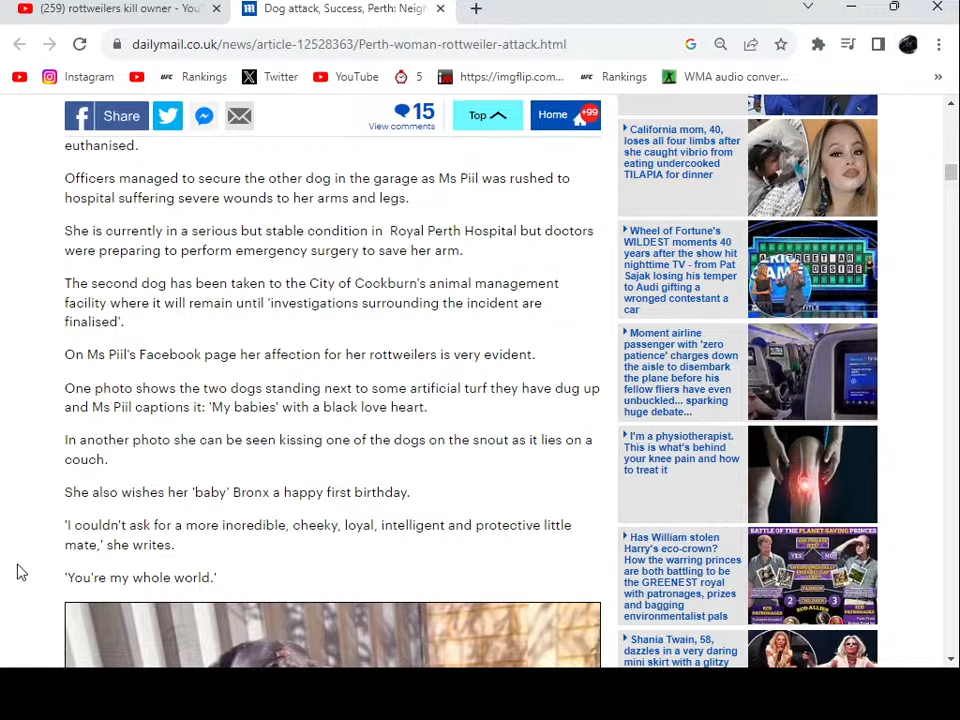 (259) rottweilers kill owner - You
Dog attack, Success, Perth: Neigh
dailymail.co.uk/news/article-12528363/Perth-woman-rottweiler-attack.html
Instagram
UFC Rankings
Twitter
YouTube
5
https://imgflip.com...
UFC Rankings
WMA audio conver...
»
Share
15
View comments
Top
Home
+99
euthanised.
Officers managed to secure the other dog in the garage as Ms Piil was rushed to
hospital suffering severe wounds to her arms and legs.
She is currently in a serious but stable condition in Royal Perth Hospital but doctors
were preparing to perform emergency surgery to save her arm.
The second dog has been taken to the City of Cockburn's animal management
facility where it will remain until 'investigations surrounding the incident are
finalised'.
On Ms Piil's Facebook page her affection for her rottweilers is very evident.
One photo shows the two dogs standing next to some artificial turf they have dug up
and Ms Piil captions it: 'My babies' with a black love heart.
In another photo she can be seen kissing one of the dogs on the snout as it lies on a
couch.
She also wishes her 'baby' Bronx a happy first birthday.
'I couldn't ask for a more incredible, cheeky, loyal, intelligent and protective little
mate,' she writes.
'You're my whole world.'
California mom, 40,
loses all four limbs after
she caught vibrio from
eating undercooked
TILAPIA for dinner
Wheel of Fortune's
WILDEST moments 40
years after the show hit
nighttime TV - from Pat
Sajak losing his temper
to Audi gifting a
wronged contestant a
car
Moment airline
passenger with 'zero
patience' charges down
the aisle to disembark
the plane before his
fellow fliers have even
unbuckled... sparking
huge debate...
I'm a physiotherapist.
This is what's behind
your knee pain and how
to treat it
Has William stolen
Harry's eco-crown?
How the warring princes
are both battling to be
the GREENEST royal
with patronages, prizes
and bagging
environmentalist pals
BATTLE OF THE PLANET-SAVING PRINCES
YES
NO
2
CHILDREN
3
ECO PATRONAGES
ECO ALLIES
Shania Twain, 58,
dazzles in a very daring
mini skirt with a glitzy